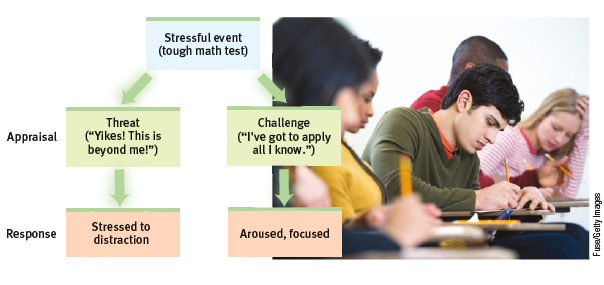 Stressful event
(tough math test)
Appraisal
Threat
(“Yikes! This is
beyond me!”)
Challenge
(“I've got to apply
all I know.”)
Response
Stressed to
distraction
Aroused, focused
Fuse/Getty Images